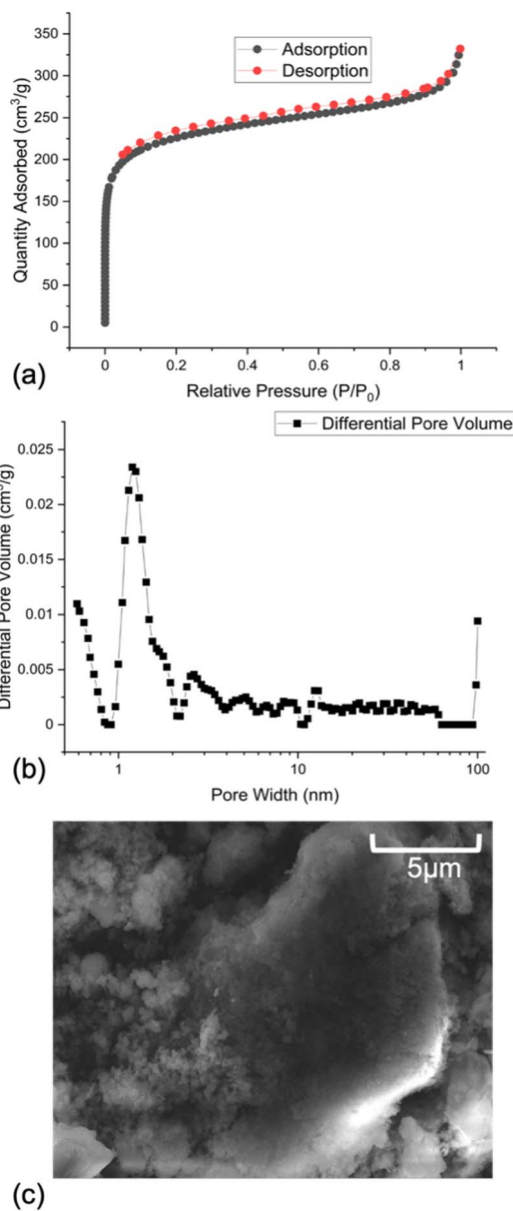 350
300
250
200
150
100
50
0
Quantity Adsorbed (cm³/g)
Adsorption
Desorption
0
0.2
0.4
0.6
0.8
1
Relative Pressure (P/P₀)
(a)
Differential Pore Volume
0.025
0.02
0.015
0.01
0.005
0
Differential Pore Volume (cm³/g)
1
10
100
Pore Width (nm)
(b)
5µm
(c)